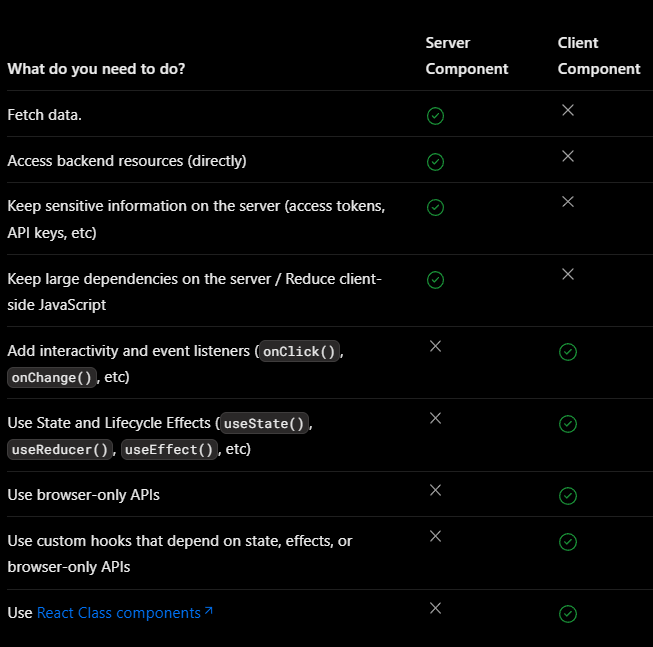 Server
Client
What do you need to do?
Component
Component
Fetch data.
Access backend resources (directly)
Keep sensitive information on the server (access tokens,
API keys, etc)
Keep large dependencies on the server / Reduce client-
side JavaScript
Add interactivity and event listeners (onClick(),
onChange(), etc)
Use State and Lifecycle Effects (useState(),
useReducer(), useEffect(), etc)
Use browser-only APIs
Use custom hooks that depend on state, effects, or
browser-only APIs
Use React Class components